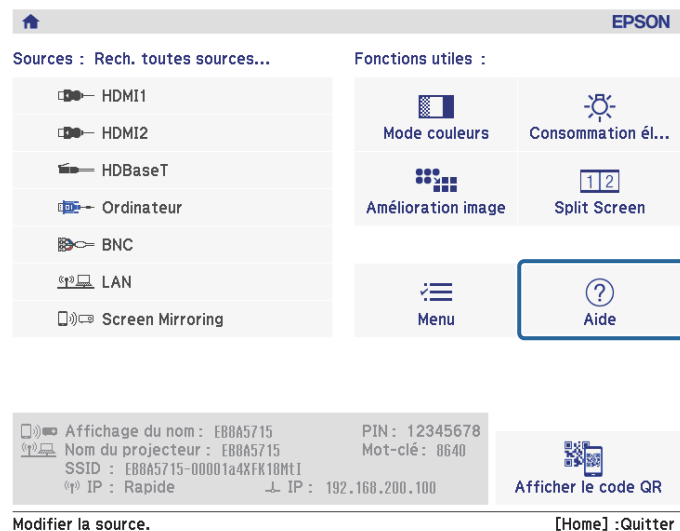 EPSON
Sources : Rech. toutes sources...
Fonctions utiles :
HDMI1
HDMI2
HDBaseT
Ordinateur
BNC
LAN
Screen Mirroring
Mode couleurs
Consommation él...
Amélioration image
1 2
Split Screen
Menu
?
Aide
Affichage du nom : EB8A5715
PIN : 12345678
Nom du projecteur : EB8A5715
Mot-clé : 8640
SSID : EB8A5715-00001a4XFK18MtI
IP : Rapide
IP : 192.168.200.100
Afficher le code QR
Modifier la source.
[Home] :Quitter